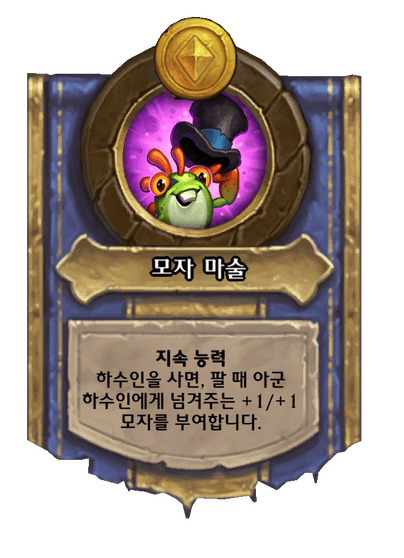 모자 마술
지속 능력
하수인을 사면, 팔 때 아군
하수인에게 넘겨주는 +1/+1
모자를 부여합니다.